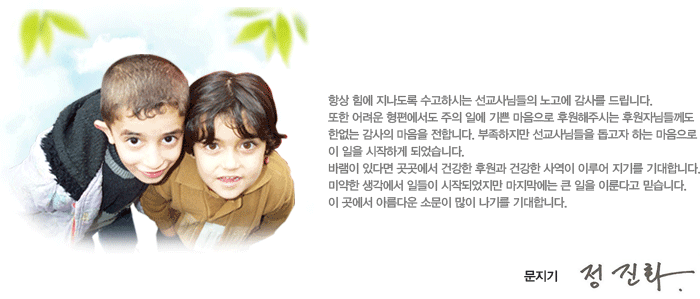 항상 힘에 지나도록 수고하시는 선교사님들의 노고에 감사를 드립니다.
또한 어려운 형편에서도 주의 일에 기쁜 마음으로 후원해주시는 후원자님들께도
한없는 감사의 마음을 전합니다. 부족하지만 선교사님들을 돕고자 하는 마음으로
이 일을 시작하게 되었습니다.
바램이 있다면 곳곳에서 건강한 후원과 건강한 사역이 이루어 지기를 기대합니다.
미약한 생각에서 일들이 시작되었지만 마지막에는 큰 일을 이룬다고 믿습니다.
이 곳에서 아름다운 소문이 많이 나기를 기대합니다.
문지기 정진화.